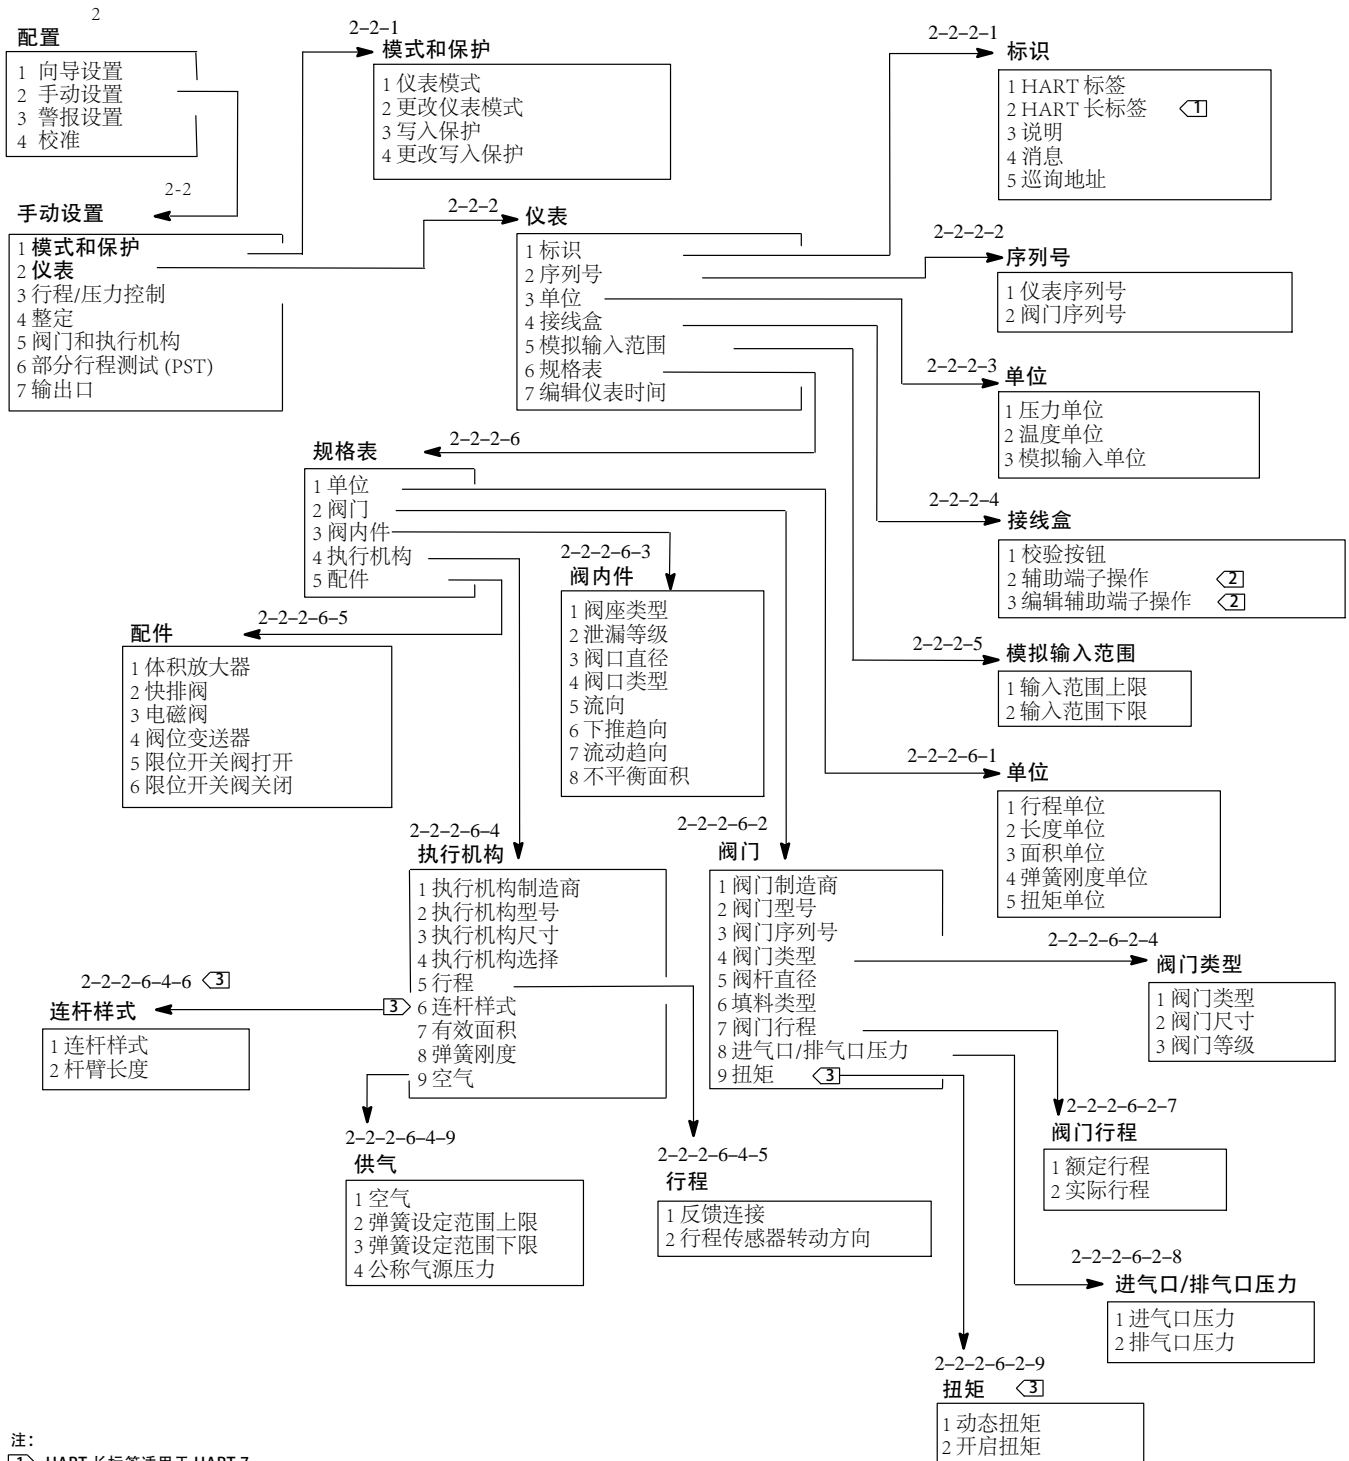 2
配置
1 向导设置
2 手动设置
3 警报设置
4 校准
2-2
手动设置
1 模式和保护
2 仪表
3 行程/压力控制
4 整定
5 阀门和执行机构
6 部分行程测试 (PST)
7 输出口
2-2-1
模式和保护
1 仪表模式
2 更改仪表模式
3 写入保护
4 更改写入保护
2-2-2
仪表
1 标识
2 序列号
3 单位
4 接线盒
5 模拟输入范围
6 规格表
7 编辑仪表时间
2-2-2-1
标识
1 HART 标签
2 HART 长标签 1
3 说明
4 消息
5 巡询地址
2-2-2-2
序列号
1 仪表序列号
2 阀门序列号
2-2-2-3
单位
1 压力单位
2 温度单位
3 模拟输入单位
2-2-2-4
接线盒
1 校验按钮
2 辅助端子操作 2
3 编辑辅助端子操作 2
2-2-2-5
模拟输入范围
1 输入范围上限
2 输入范围下限
2-2-2-6
规格表
1 单位
2 阀门
3 阀内件
4 执行机构
5 配件
2-2-2-6-1
单位
1 行程单位
2 长度单位
3 面积单位
4 弹簧刚度单位
5 扭矩单位
2-2-2-6-3
阀内件
1 阀座类型
2 泄漏等级
3 阀口直径
4 阀口类型
5 流向
6 下推趋向
7 流动趋向
8 不平衡面积
2-2-2-6-5
配件
1 体积放大器
2 快排阀
3 电磁阀
4 阀位变送器
5 限位开关阀打开
6 限位开关阀关闭
2-2-2-6-4
执行机构
1 执行机构制造商
2 执行机构型号
3 执行机构尺寸
4 执行机构选择
5 行程
3 6 连杆样式
7 有效面积
8 弹簧刚度
9 空气
2-2-2-6-2
阀门
1 阀门制造商
2 阀门型号
3 阀门序列号
4 阀门类型
5 阀杆直径
6 填料类型
7 阀门行程
8 进气口/排气口压力
9 扭矩 3
2-2-2-6-2-4
阀门类型
1 阀门类型
2 阀门尺寸
3 阀门等级
2-2-2-6-4-6 3
连杆样式
1 连杆样式
2 杆臂长度
2-2-2-6-4-9
供气
1 空气
2 弹簧设定范围上限
3 弹簧设定范围下限
4 公称气源压力
2-2-2-6-4-5
行程
1 反馈连接
2 行程传感器转动方向
2-2-2-6-2-7
阀门行程
1 额定行程
2 实际行程
2-2-2-6-2-8
进气口/排气口压力
1 进气口压力
2 排气口压力
2-2-2-6-2-9
扭矩 3
1 动态扭矩
2 开启扭矩
注:
1 HART 长标签适用于 HART 7